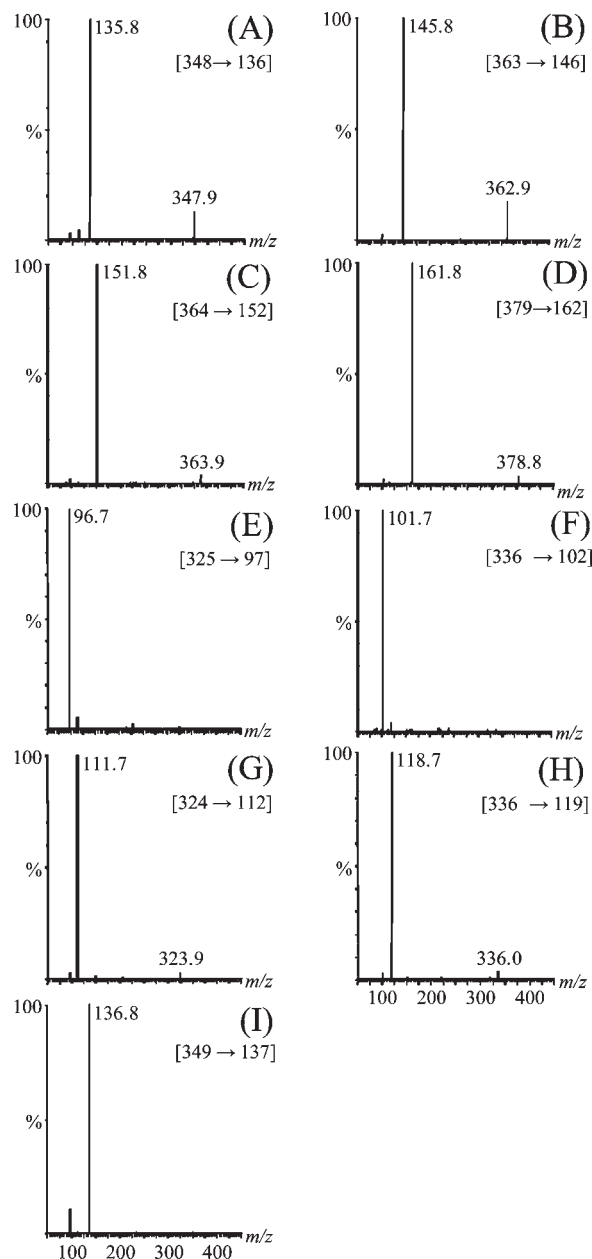 100
135.8
(A)
[348→ 136]
%
347.9
m/z
100
145.8
(B)
[363→ 146]
%
362.9
m/z
100
151.8
(C)
[364 → 152]
%
363.9
m/z
100
161.8
(D)
[379→162]
%
378.8
m/z
100
96.7
(E)
[325 → 97]
%
m/z
100
101.7
(F)
[336 → 102]
%
m/z
100
111.7
(G)
[324 → 112]
%
323.9
m/z
100
118.7
(H)
[336 → 119]
%
336.0
m/z
100 200 300 400
100
136.8
(I)
[349 → 137]
%
m/z
100 200 300 400